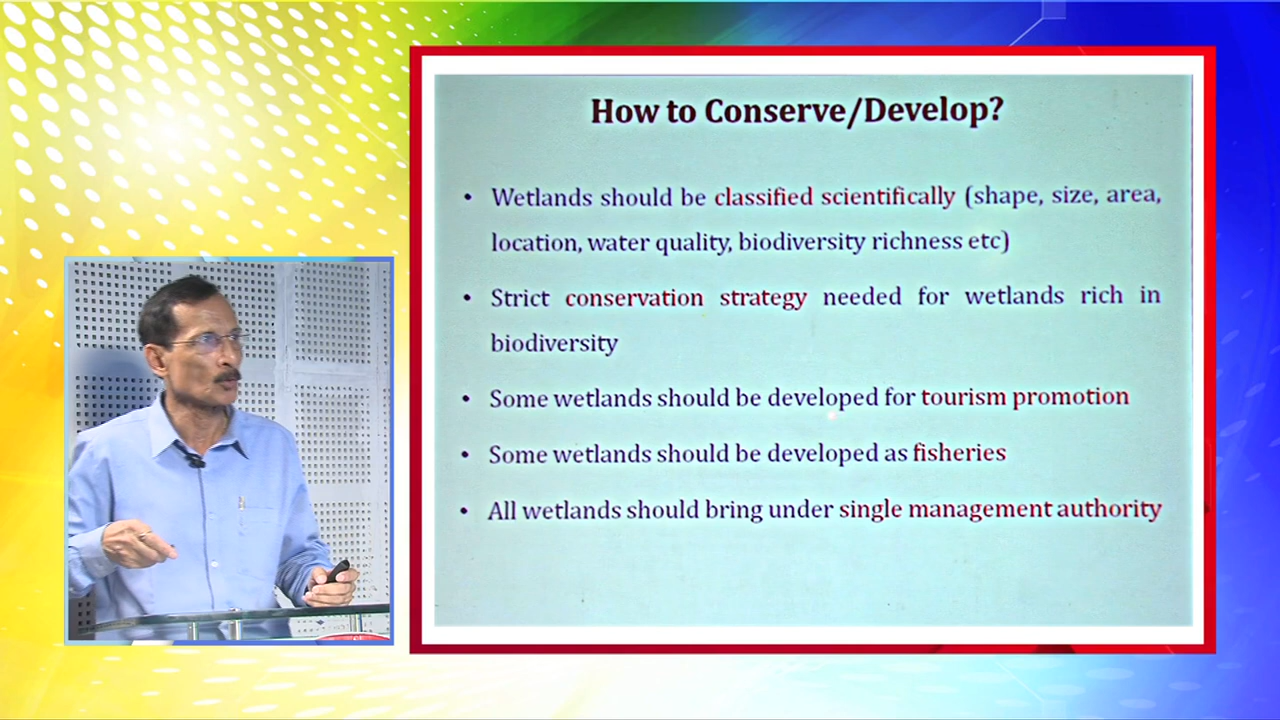 How to Conserve/Develop?
• Wetlands should be classified scientifically (shape, size, area,
location, water quality, biodiversity richness etc)
• Strict conservation strategy needed for wetlands rich in
biodiversity
• Some wetlands should be developed for tourism promotion
• Some wetlands should be developed as fisheries
• All wetlands should bring under single management authority